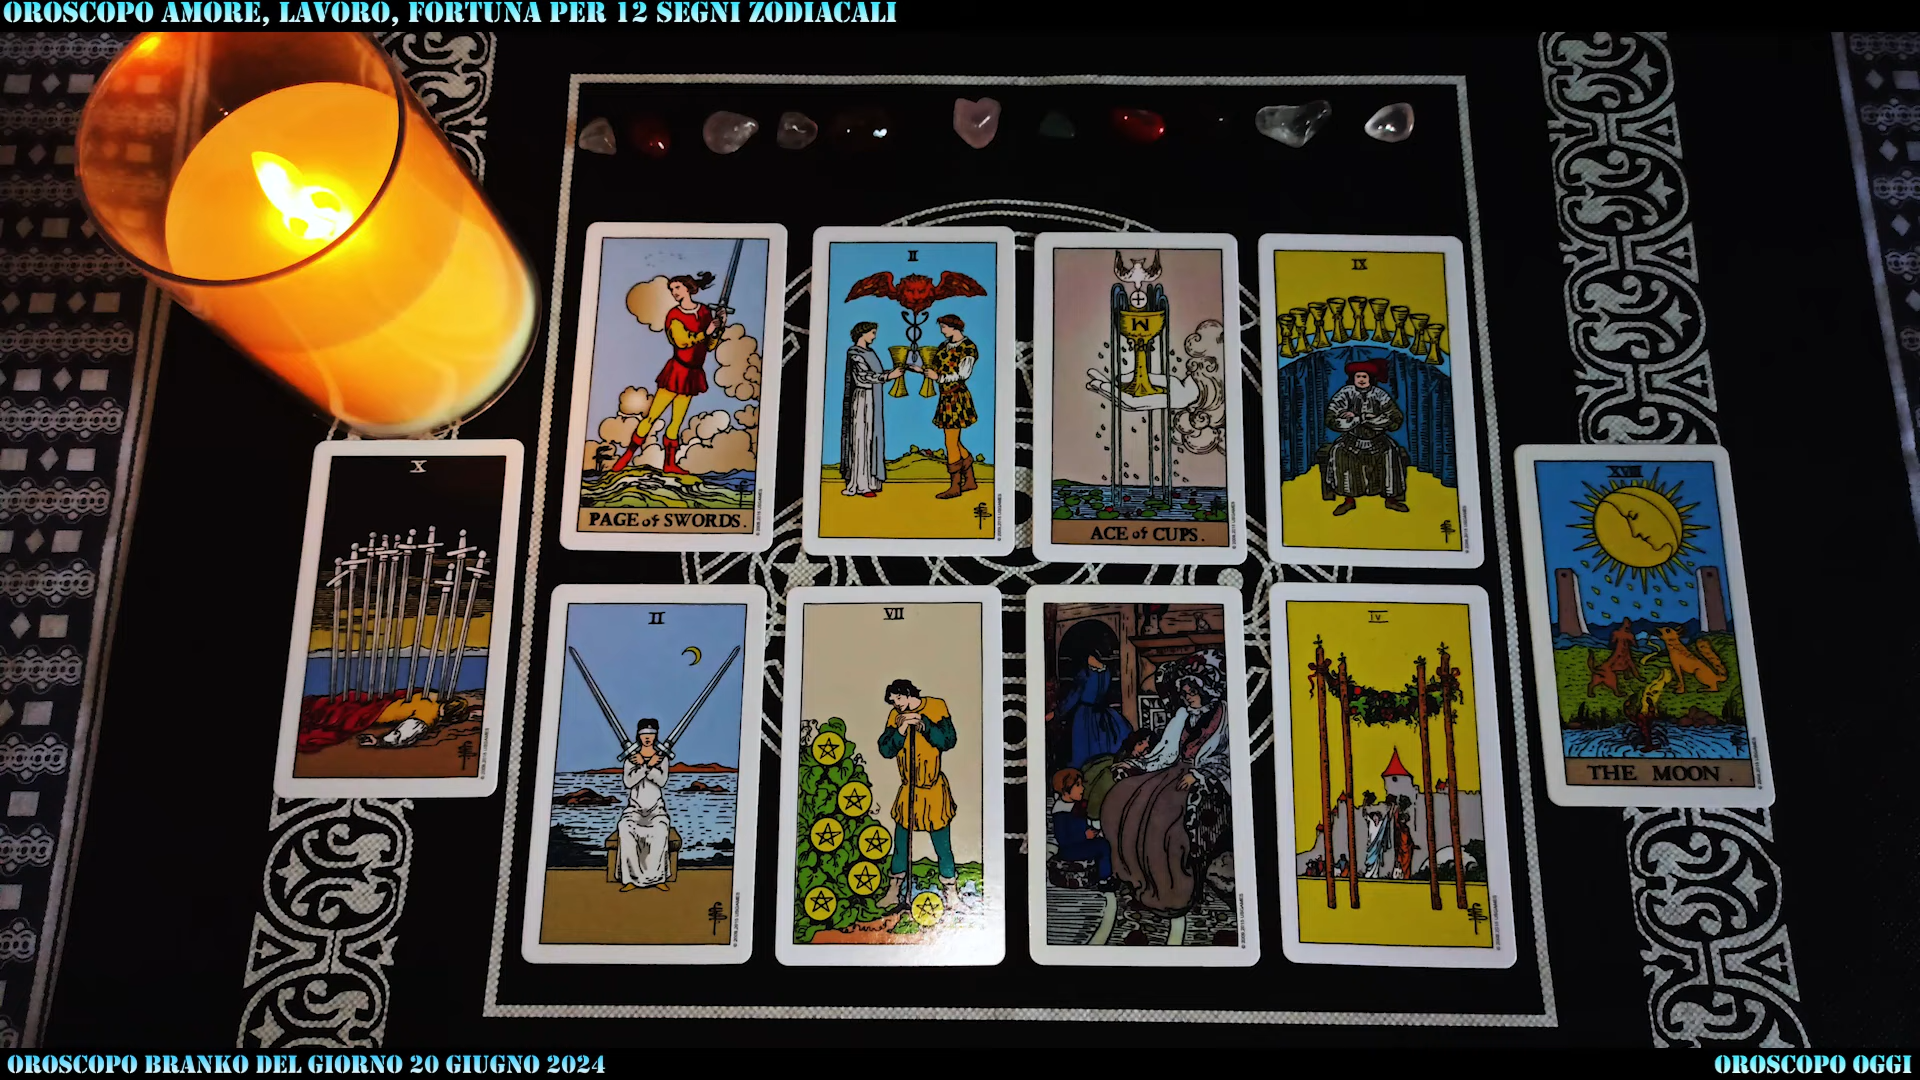 OROSCOPO AMORE, LAVORO, FORTUNA PER 12 SEGNI ZODIACALI
II
IX
PAGE of SWORDS.
ACE of CUPS.
X
XVIII
II
VII
IV
THE MOON.
OROSCOPO BRANKO DEL GIORNO 20 GIUGNO 2024
OROSCOPO OGGI